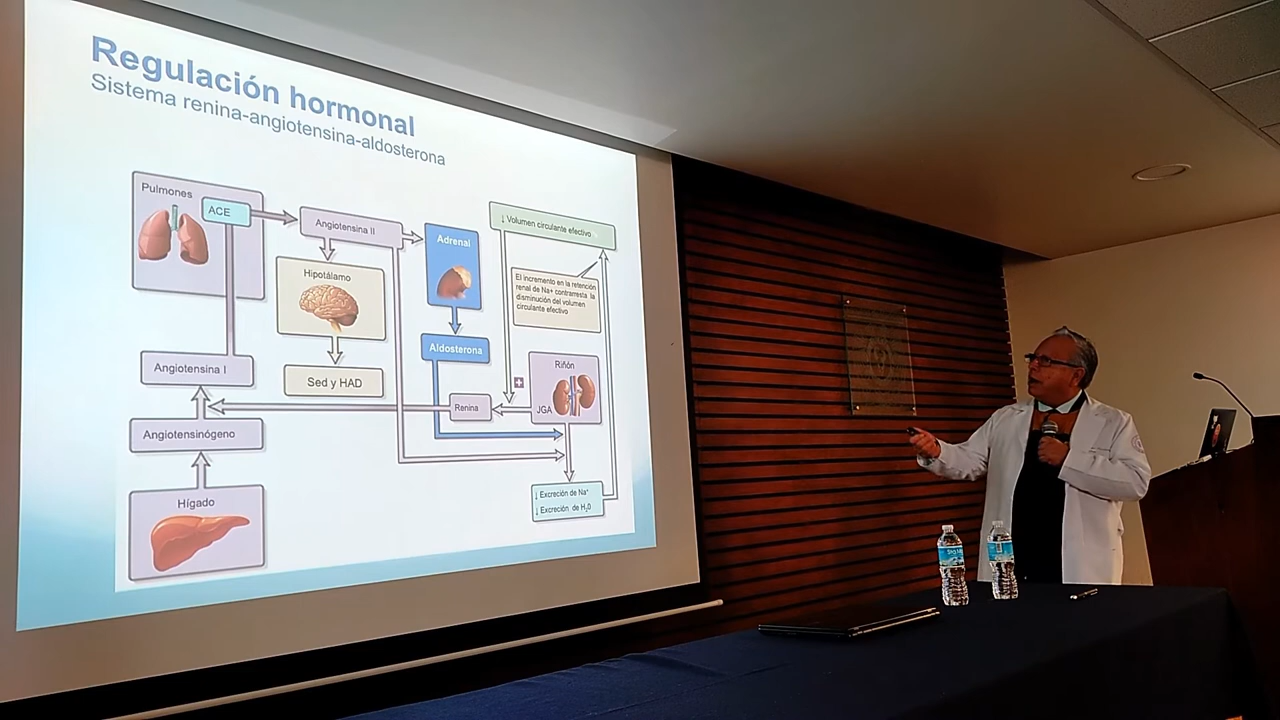 Regulación hormonal
Sistema renina-angiotensina-aldosterona
Pulmones
ACE
Angiotensina II
Adrenal
↓ Volumen circulante efectivo
Hipotálamo
El incremento en la retención
renal de Na+ contrarresta la
disminución del volumen
circulante efectivo
Aldosterona
Angiotensina I
Sed y HAD
Riñón
JGA
Renina
Angiotensinógeno
Hígado
↓ Excreción de Na⁺
↓ Excreción de H₂0